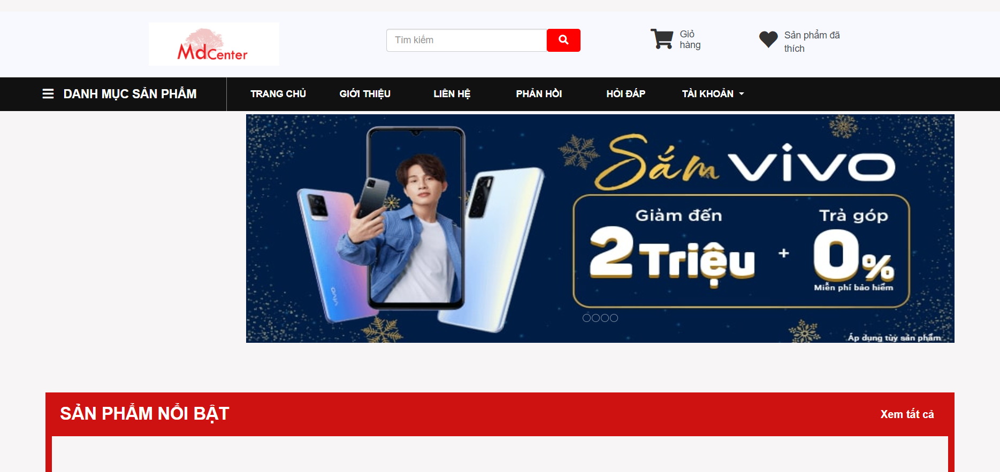 MdCenter
Tìm kiếm
Giỏ
hàng
Sản phẩm đã
thích
DANH MỤC SẢN PHẨM
TRANG CHỦ
GIỚI THIỆU
LIÊN HỆ
PHẢN HỒI
HỎI ĐÁP
TÀI KHOẢN
Sắm vivo
Giảm đến
2 Triệu
+
Trả góp
0%
Miễn phí bảo hiểm
vivo
Áp dụng tùy sản phẩm
SẢN PHẨM NỔI BẬT
Xem tất cả